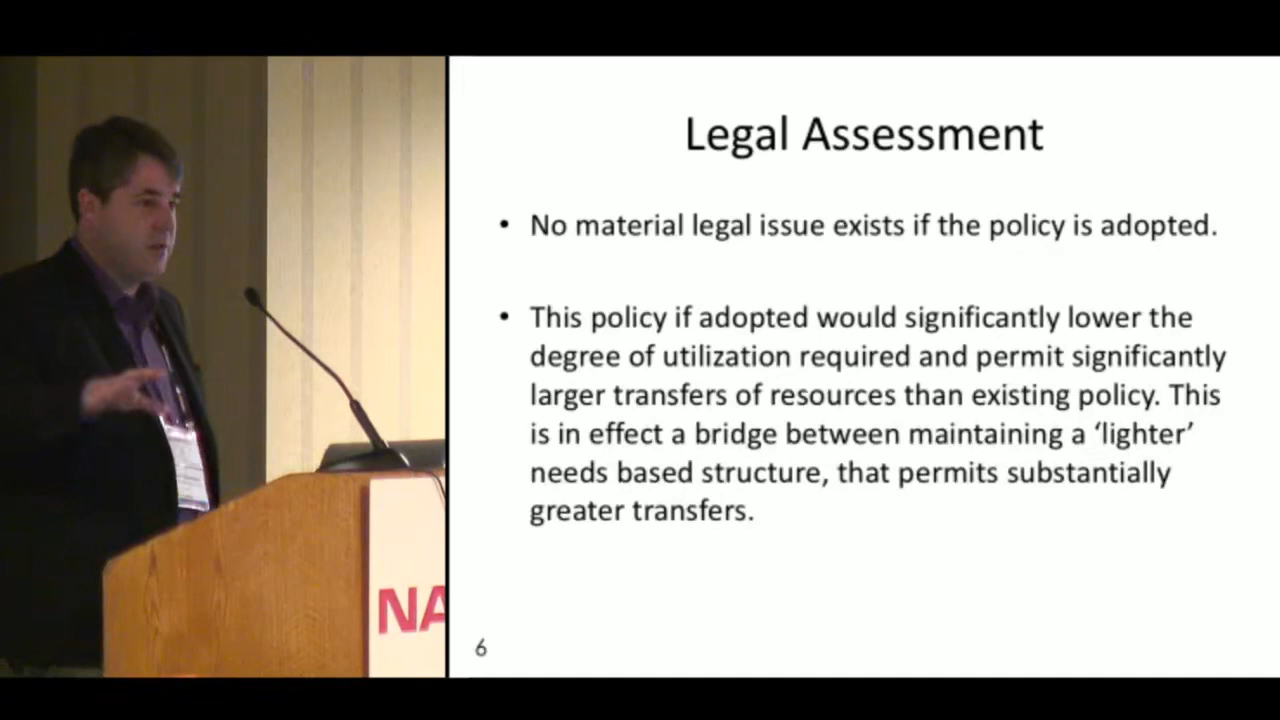 Legal Assessment
• No material legal issue exists if the policy is adopted.
• This policy if adopted would significantly lower the
degree of utilization required and permit significantly
larger transfers of resources than existing policy. This
is in effect a bridge between maintaining a ‘lighter’
needs based structure, that permits substantially
greater transfers.
6
NA